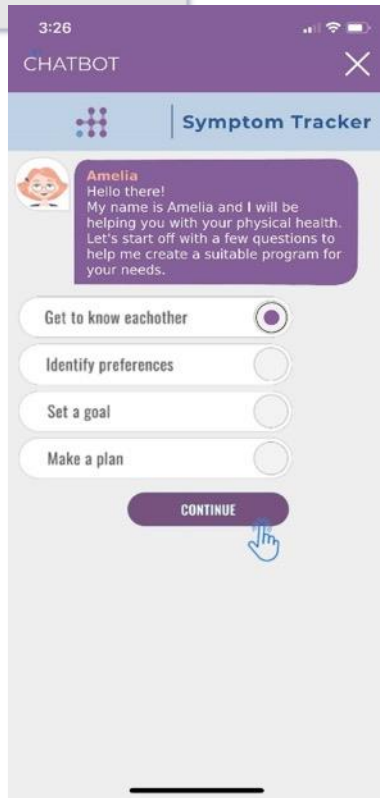 3:26
CHATBOT
Symptom Tracker
Amelia
Hello there!
My name is Amelia and I will be
helping you with your physical health.
Let's start off with a few questions to
help me create a suitable program for
your needs.
Get to know eachother
Identify preferences
Set a goal
Make a plan
CONTINUE